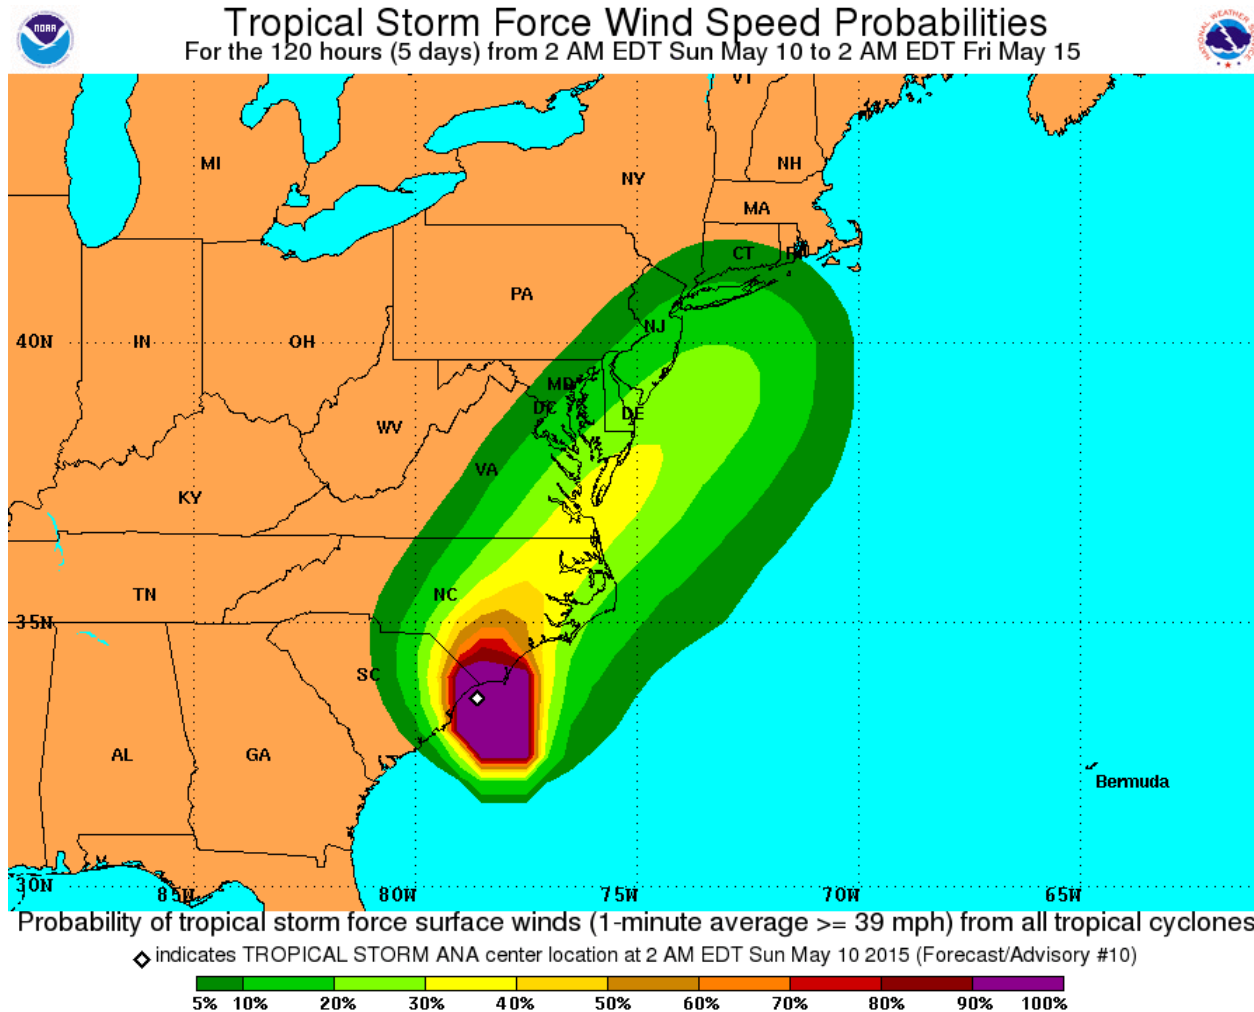 Tropical Storm Force Wind Speed Probabilities
For the 120 hours (5 days) from 2 AM EDT Sun May 10 to 2 AM EDT Fri May 15
NOAA
VT
MI
NH
NY
MA
CT
PA
NJ
40N
IN
OH
MD
DC
DE
WV
VA
KY
TN
NC
35N
SC
AL
GA
Bermuda
30N
85W
80W
75W
70W
65W
Probability of tropical storm force surface winds (1-minute average >= 39 mph) from all tropical cyclones
indicates TROPICAL STORM ANA center location at 2 AM EDT Sun May 10 2015 (Forecast/Advisory #10)
5% 10% 20% 30% 40% 50% 60% 70% 80% 90% 100%